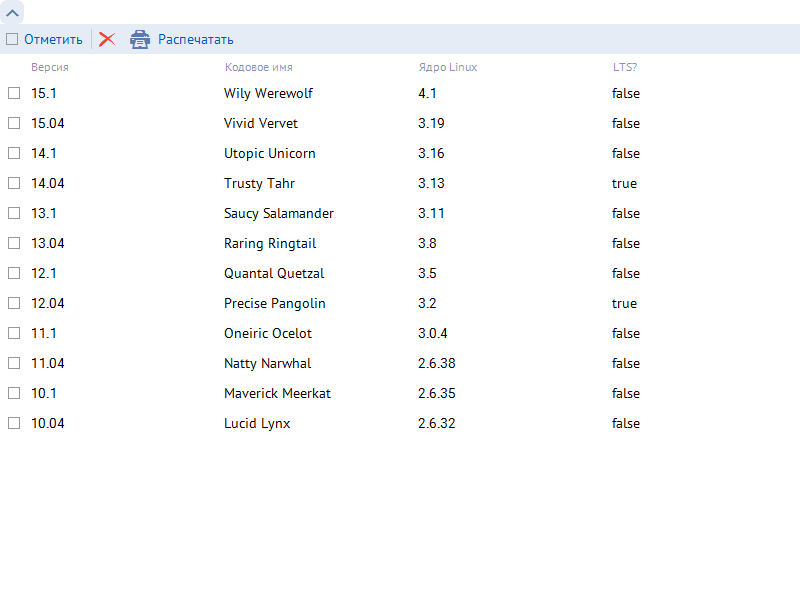 Отметить Распечатать
Версия Кодовое имя Ядро Linux LTS?
15.1 Wily Werewolf 4.1 false
15.04 Vivid Vervet 3.19 false
14.1 Utopic Unicorn 3.16 false
14.04 Trusty Tahr 3.13 true
13.1 Saucy Salamander 3.11 false
13.04 Raring Ringtail 3.8 false
12.1 Quantal Quetzal 3.5 false
12.04 Precise Pangolin 3.2 true
11.1 Oneiric Ocelot 3.0.4 false
11.04 Natty Narwhal 2.6.38 false
10.1 Maverick Meerkat 2.6.35 false
10.04 Lucid Lynx 2.6.32 false